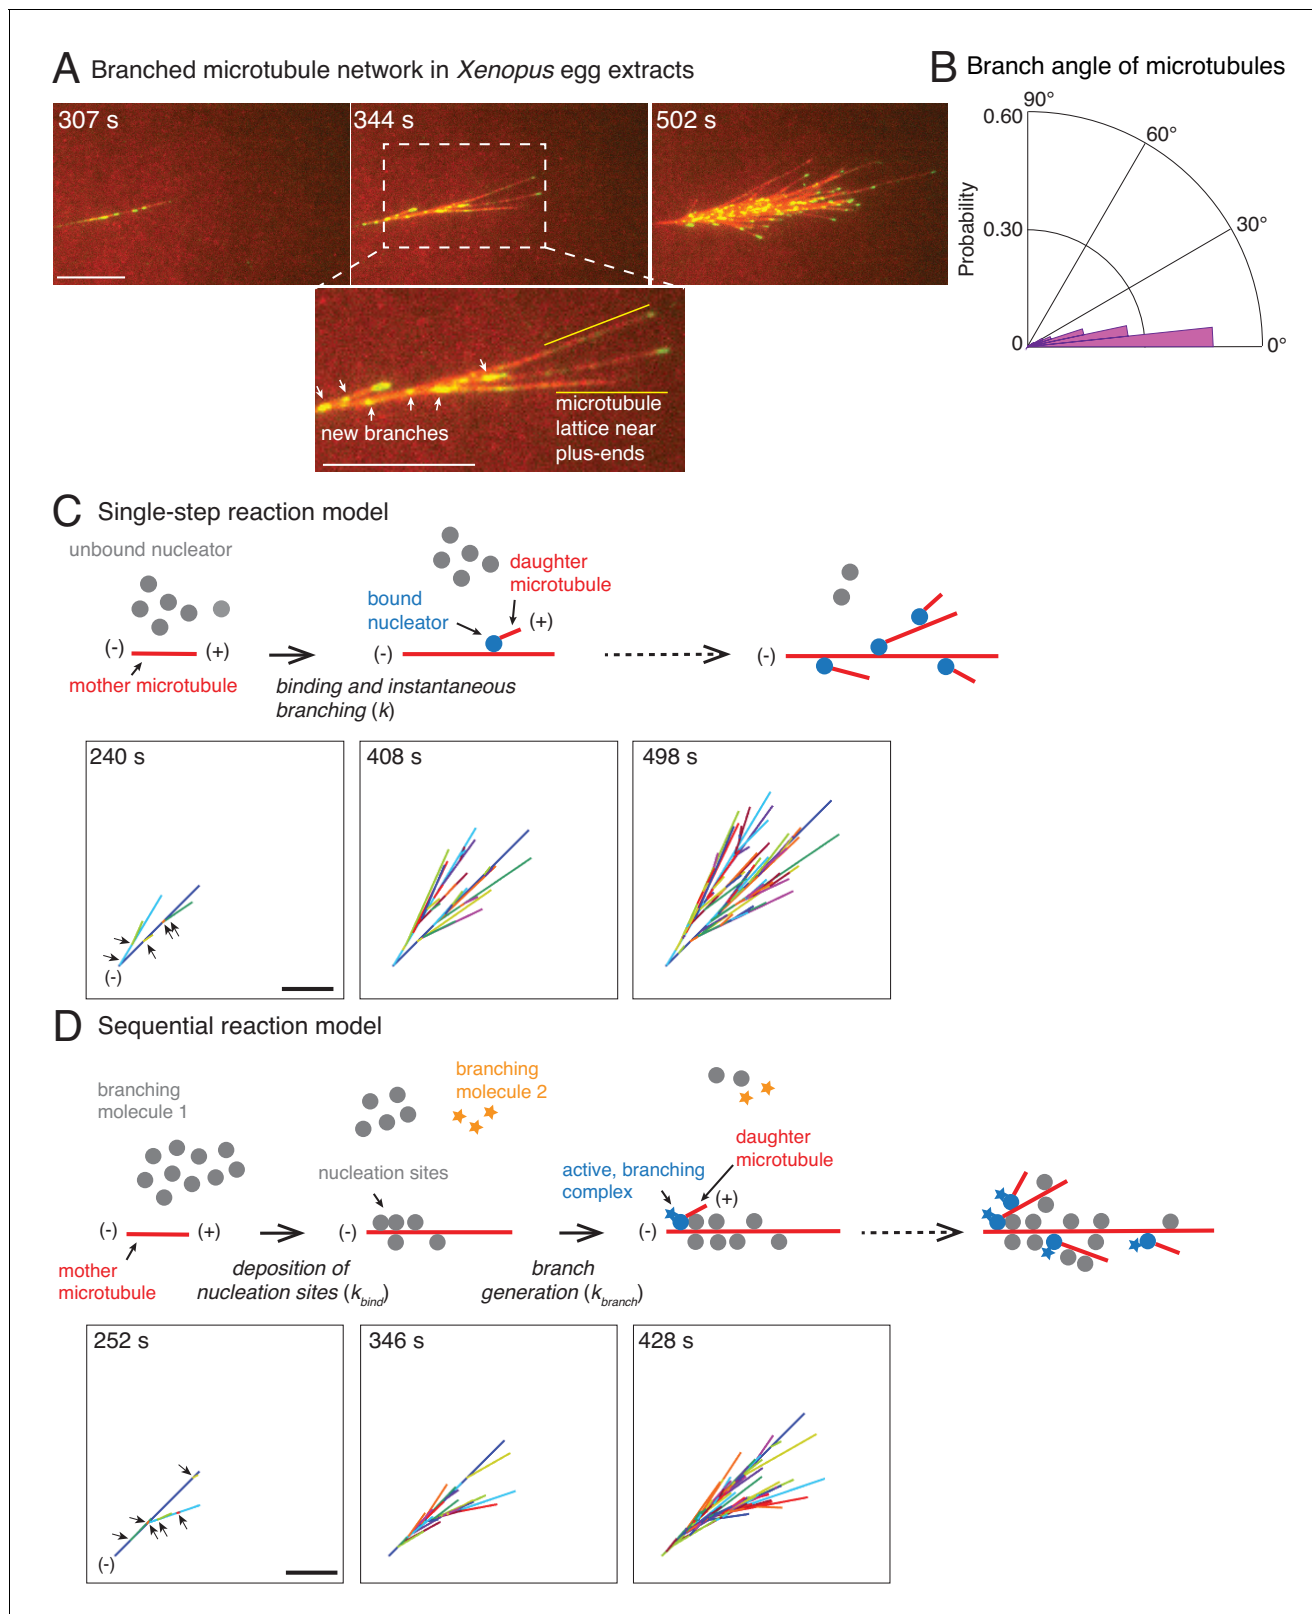 A Branched microtubule network in Xenopus egg extracts
307 s
344 s
502 s
new branches
microtubule
lattice near
plus-ends
B Branch angle of microtubules
90°
0.60
60°
0.30
30°
0
0°
Probability
C Single-step reaction model
unbound nucleator
(-)
(+)
mother microtubule
bound
nucleator
daughter
microtubule
(+)
(-)
binding and instantaneous
branching (k)
(-)
240 s
(-)
408 s
498 s
D Sequential reaction model
branching
molecule 1
(-)
(+)
mother
microtubule
branching
molecule 2
nucleation sites
(-)
deposition of
nucleation sites (kbind)
active, branching
complex
daughter
microtubule
(+)
(-)
branch
generation (kbranch)
252 s
(-)
346 s
428 s